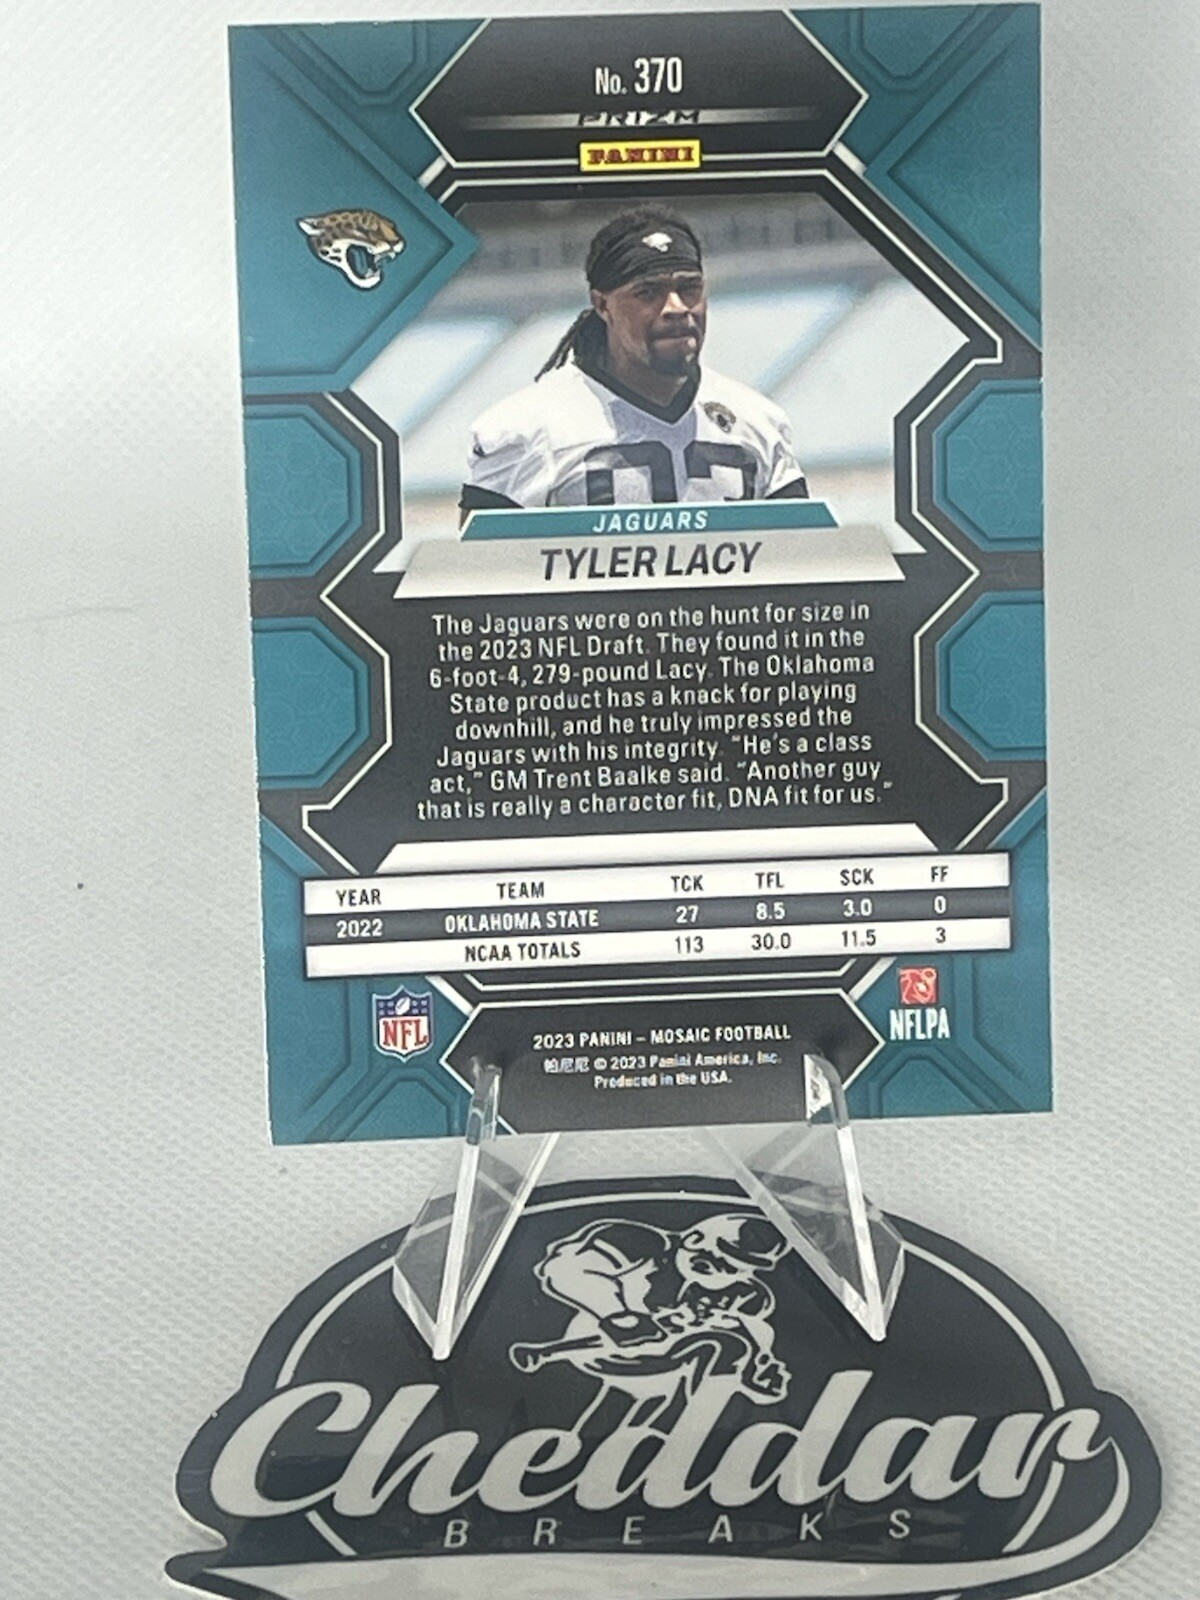 No. 370
PRIZM
PANINI
JAGUARS
TYLER LACY
The Jaguars were on the hunt for size in
the 2023 NFL Draft. They found it in the
6-foot-4, 279-pound Lacy. The Oklahoma
State product has a knack for playing
downhill, and he truly impressed the
Jaguars with his integrity. "He's a class
act," GM Trent Baalke said. "Another guy
that is really a character fit, DNA fit for us."
YEAR TEAM TCK TFL SCK FF
2022 OKLAHOMA STATE 27 8.5 3.0 0
NCAA TOTALS 113 30.0 11.5 3
NFL
NFLPA
2023 PANINI – MOSAIC FOOTBALL
帕尼尼 © 2023 Panini America, Inc.
Produced in the USA.
Cheddar
BREAKS